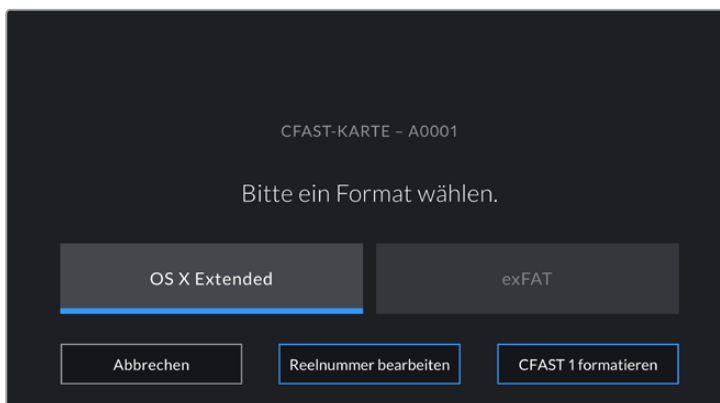 CFAST-KARTE – A0001
Bitte ein Format wählen.
OS X Extended
exFAT
Abbrechen
Reelnummer bearbeiten
CFAST 1 formatieren